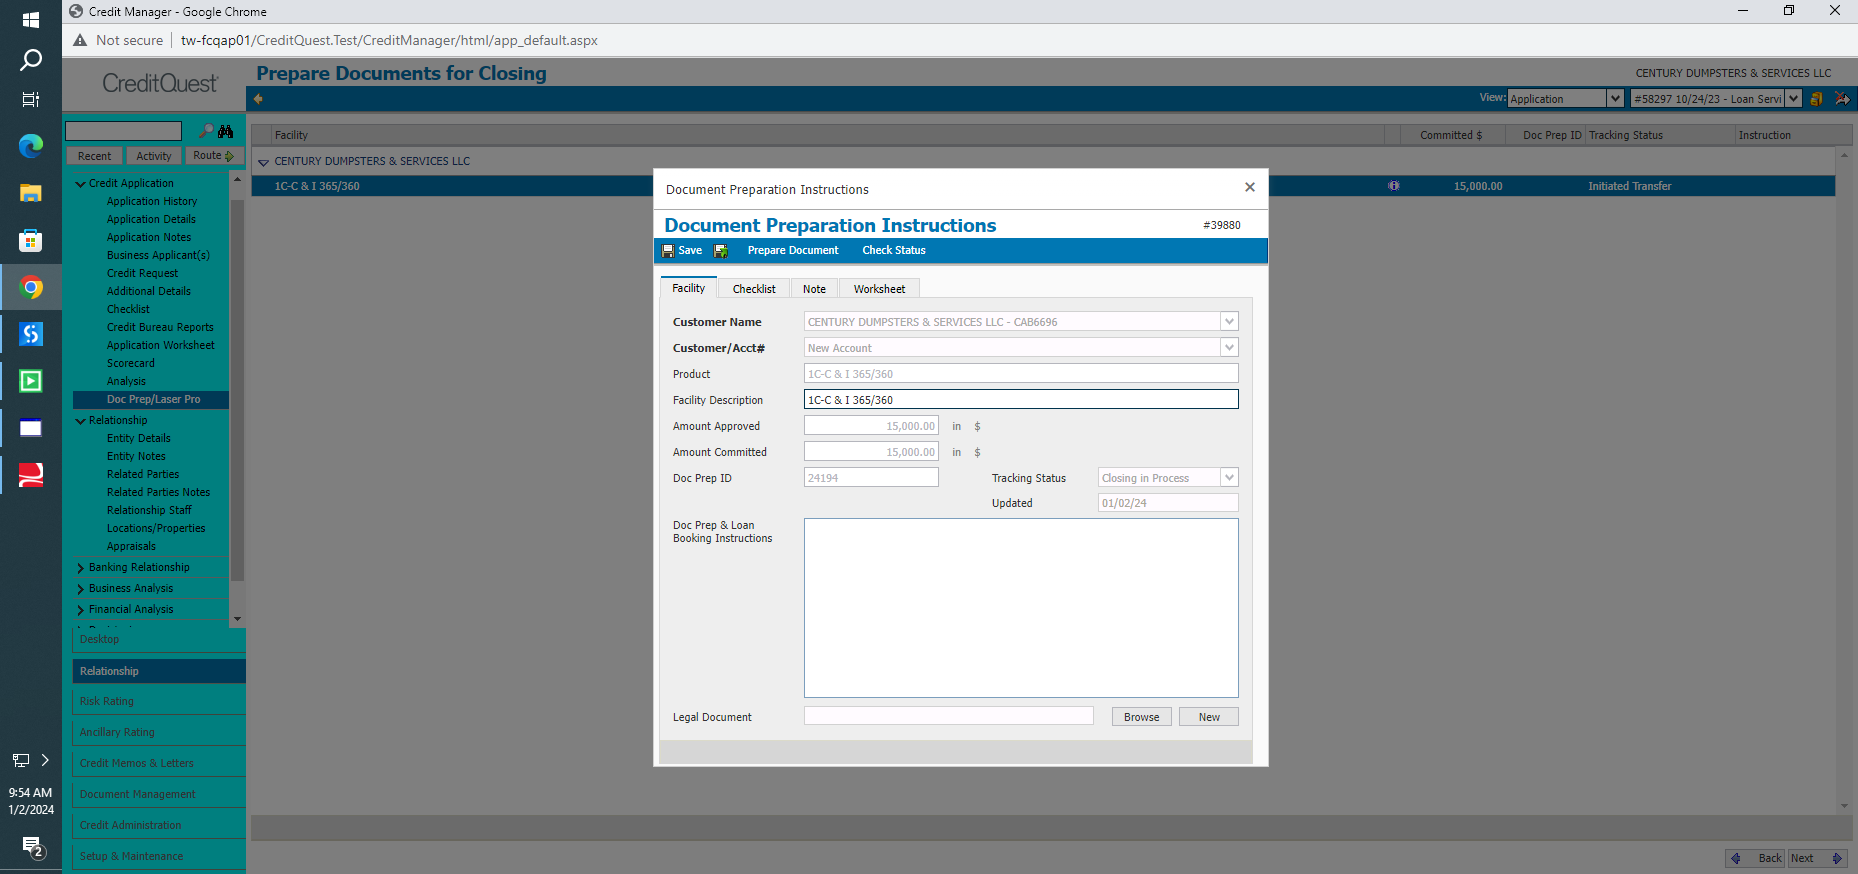 Credit Manager - Google Chrome
Not secure | tw-fcqap01/CreditQuest.Test/CreditManager/html/app_default.aspx
CreditQuest
Prepare Documents for Closing
CENTURY DUMPSTERS & SERVICES LLC
View: Application #58297 10/24/23 - Loan Servi
Recent Activity Route
Facility Committed $ Doc Prep ID Tracking Status Instruction
CENTURY DUMPSTERS & SERVICES LLC
1C-C & I 365/360 15,000.00 Initiated Transfer
Credit Application
Application History
Application Details
Application Notes
Business Applicant(s)
Credit Request
Additional Details
Checklist
Credit Bureau Reports
Application Worksheet
Scorecard
Analysis
Doc Prep/Laser Pro
Relationship
Entity Details
Entity Notes
Related Parties
Related Parties Notes
Relationship Staff
Locations/Properties
Appraisals
Banking Relationship
Business Analysis
Financial Analysis
Desktop
Relationship
Risk Rating
Ancillary Rating
Credit Memos & Letters
Document Management
Credit Administration
Setup & Maintenance
Document Preparation Instructions
Document Preparation Instructions #39880
Save Prepare Document Check Status
Facility Checklist Note Worksheet
Customer Name CENTURY DUMPSTERS & SERVICES LLC - CAB6696
Customer/Acct# New Account
Product 1C-C & I 365/360
Facility Description 1C-C & I 365/360
Amount Approved 15,000.00 in $
Amount Committed 15,000.00 in $
Doc Prep ID 24194 Tracking Status Closing in Process
Updated 01/02/24
Doc Prep & Loan
Booking Instructions
Legal Document Browse New
Back Next
9:54 AM
1/2/2024
2